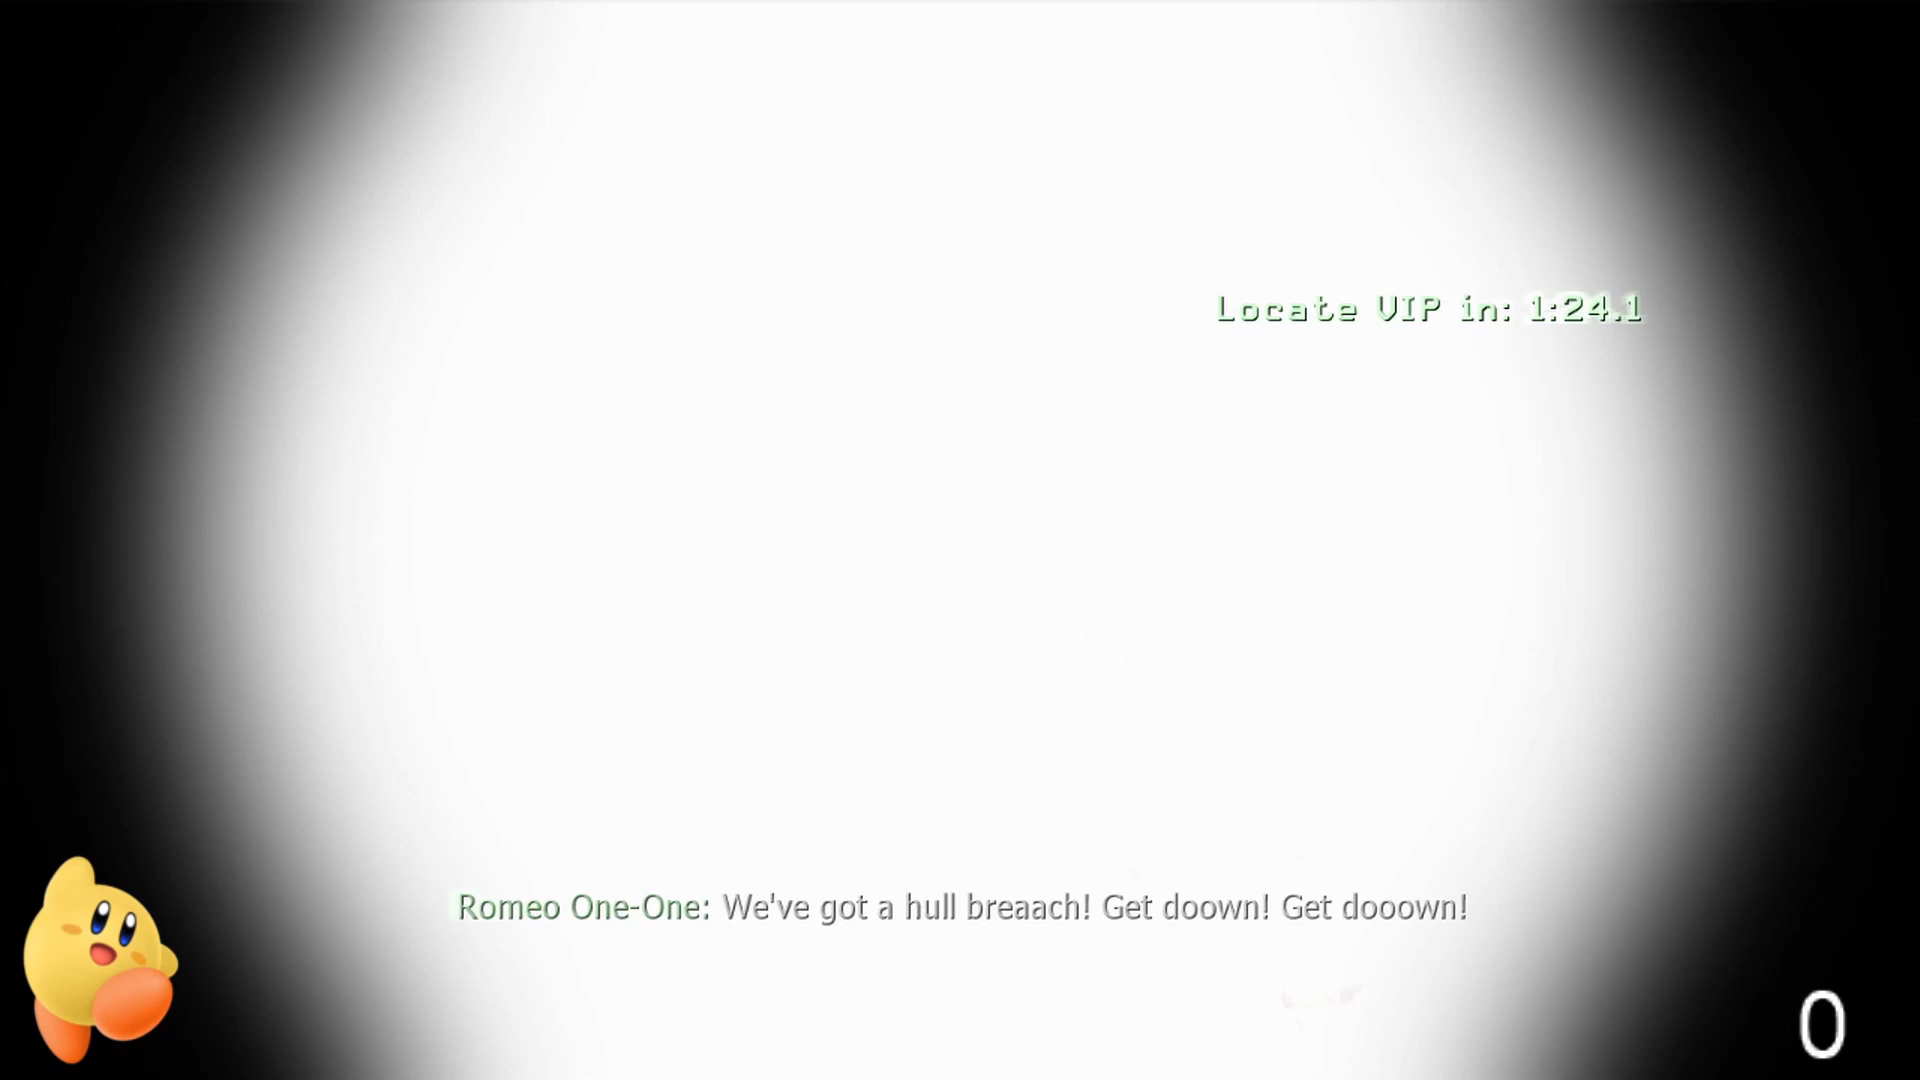 Locate VIP in: 1:24.1
Romeo One-One: We've got a hull breaach! Get doown! Get dooown!
0